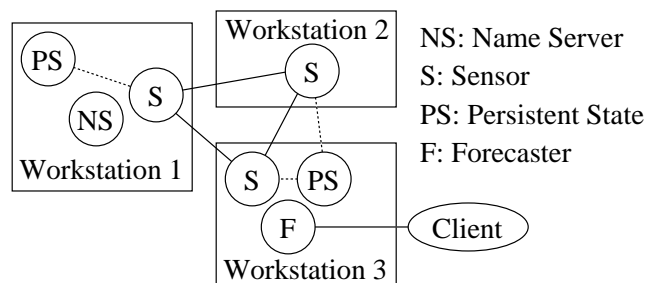 PS
S
NS
Workstation 1
Workstation 2
S
S
PS
F
Workstation 3
Client
NS: Name Server
S: Sensor
PS: Persistent State
F: Forecaster